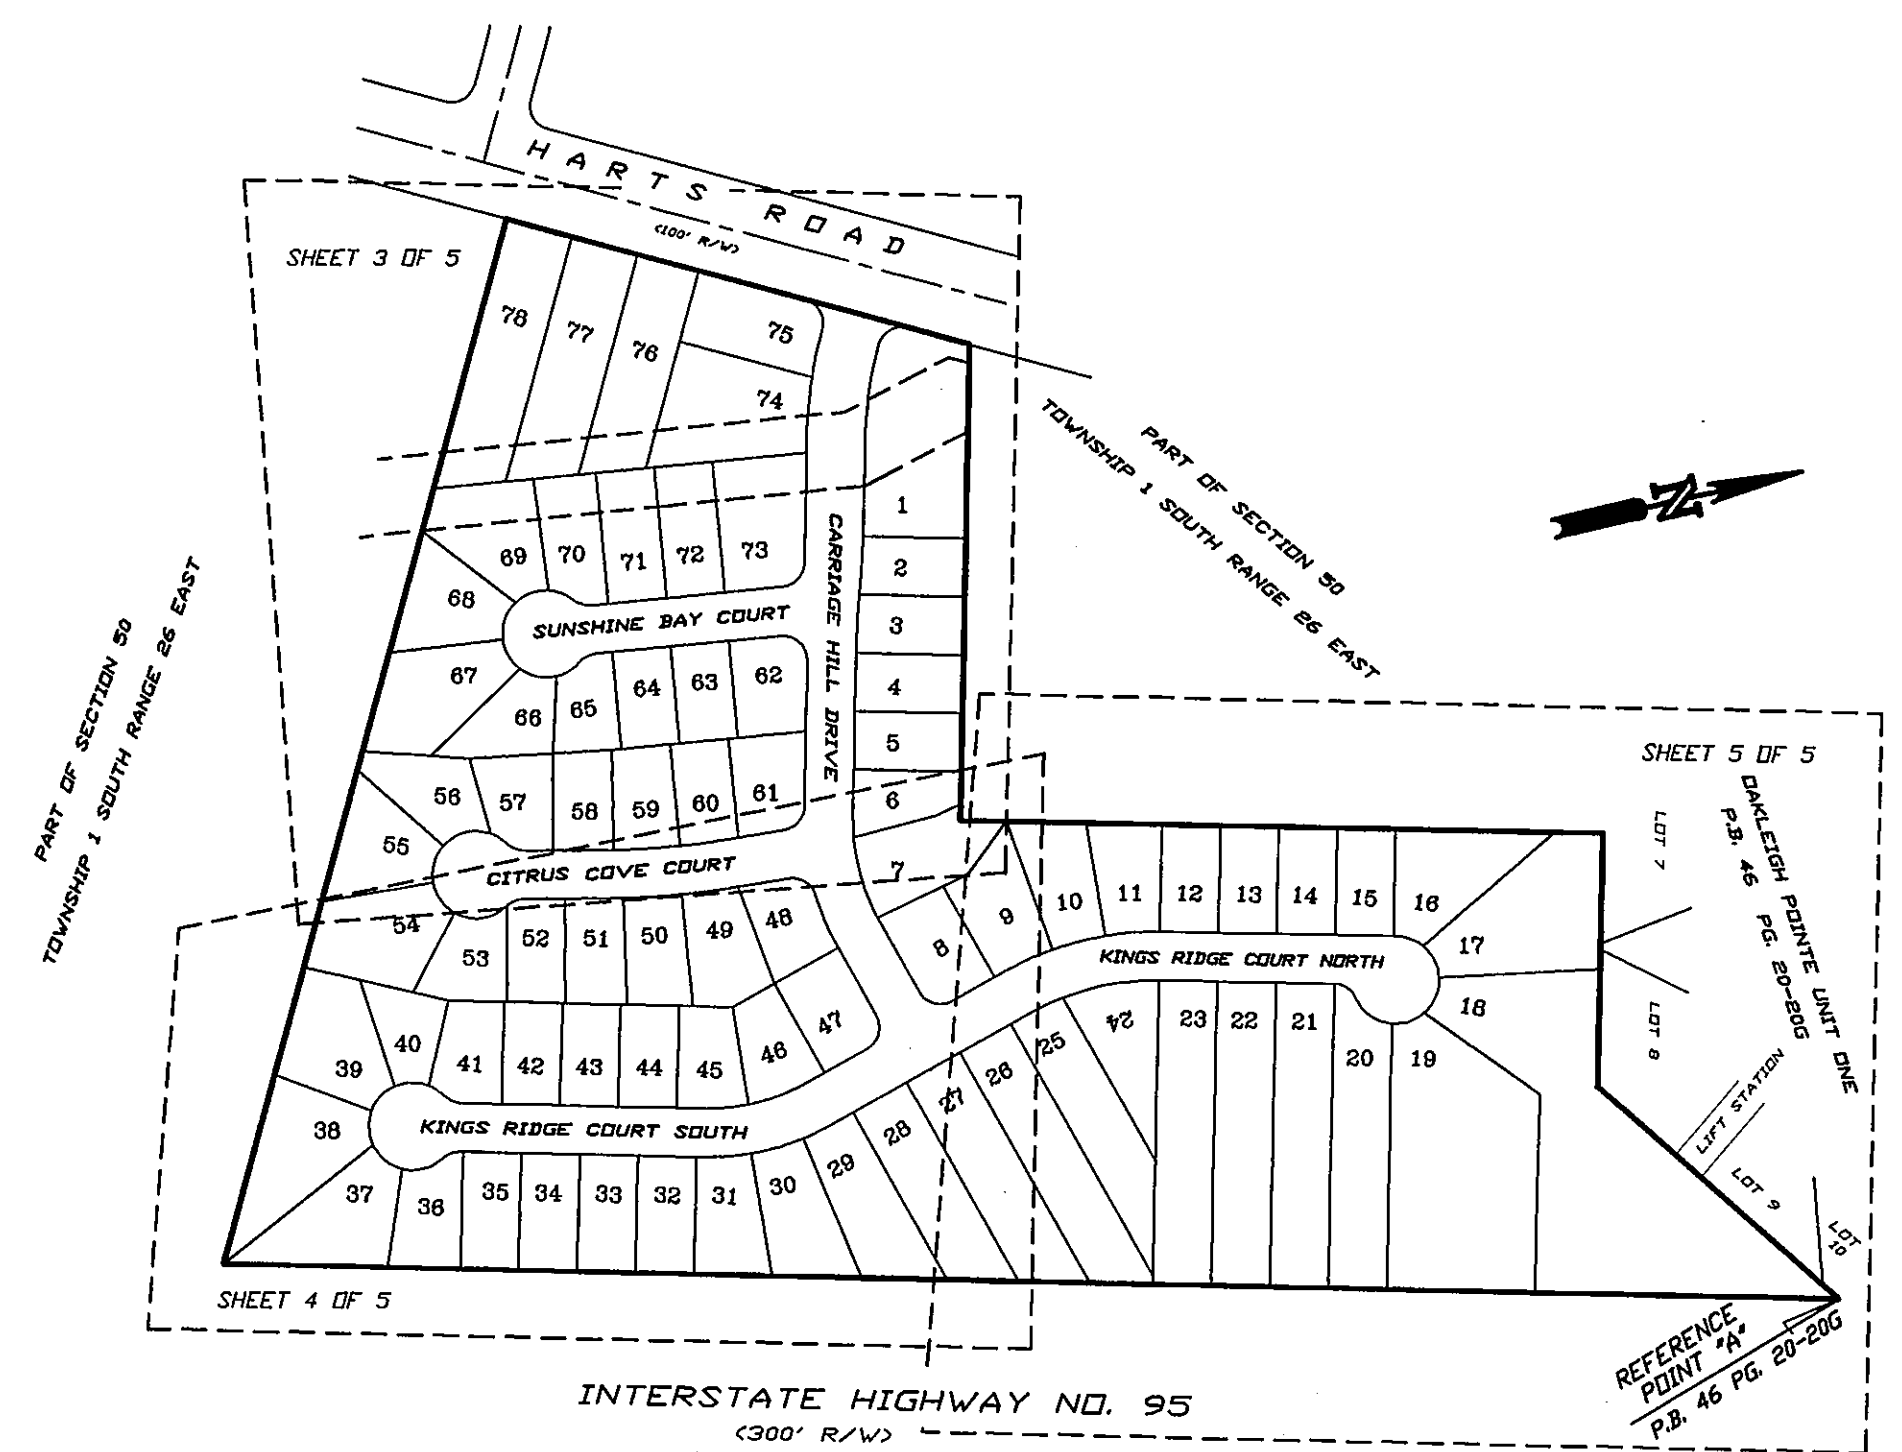 HARTS ROAD
(100' R/W)
SHEET 3 OF 5
78
77
76
75
74
1
2
3
4
5
6
7
CARRIAGE HILL DRIVE
69
70
71
72
73
68
SUNSHINE BAY COURT
67
66
65
64
63
62
56
57
58
59
60
61
55
CITRUS COVE COURT
54
53
52
51
50
49
48
47
46
45
44
43
42
41
40
39
38
KINGS RIDGE COURT SOUTH
37
36
35
34
33
32
31
30
29
28
27
26
25
24
23
22
21
20
19
18
17
16
15
14
13
12
11
10
9
8
KINGS RIDGE COURT NORTH
PART OF SECTION 50
TOWNSHIP 1 SOUTH RANGE 26 EAST
PART OF SECTION 50
TOWNSHIP 1 SOUTH RANGE 26 EAST
N
SHEET 5 OF 5
OAKLEIGH POINTE UNIT ONE
P.B. 46 PG. 20-20G
LOT 7
LOT 8
LIFT STATION
LOT 9
LOT
10
SHEET 4 OF 5
REFERENCE
POINT "A"
P.B. 46 PG. 20-20G
INTERSTATE HIGHWAY NO. 95
(300' R/W)